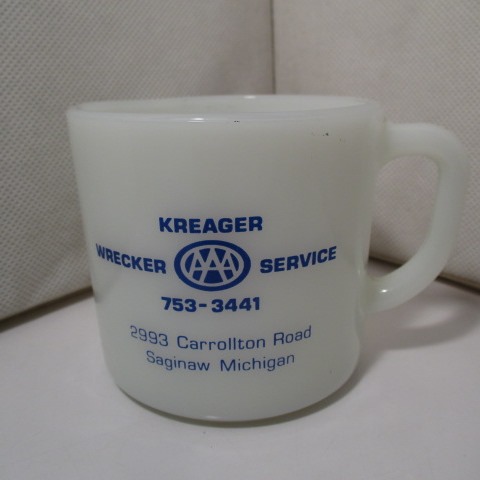 KREAGER
WRECKER AAA SERVICE
753-3441
2993 Carrollton Road
Saginaw Michigan